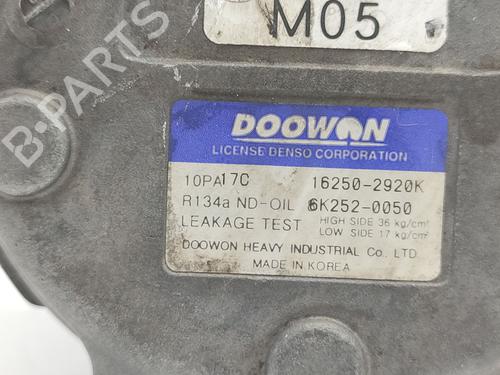 M05
B-PARTS
DOOWON
LICENSE DENSO CORPORATION
10PA17C 16250-2920K
R134a ND-OIL 6K252-0050
LEAKAGE TEST HIGH SIDE 36 kg/cm²
LOW SIDE 17 kg/cm²
DOOWON HEAVY INDUSTRIAL Co., LTD.
MADE IN KOREA